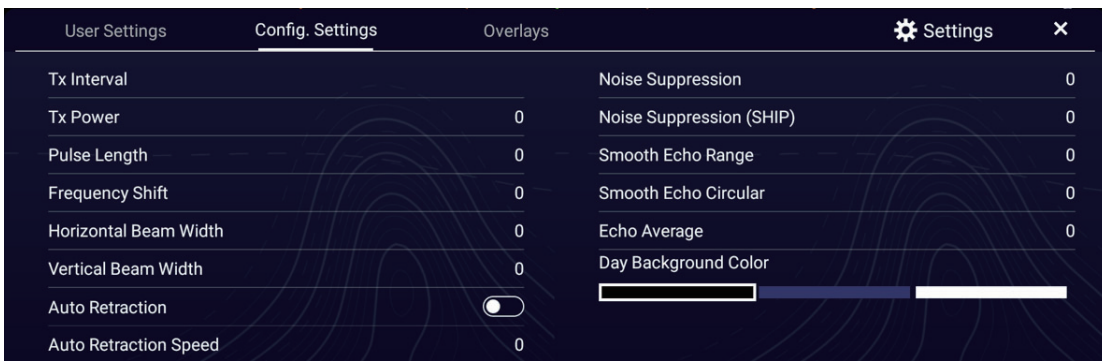 User Settings Config. Settings Overlays Settings ×
Tx Interval
Tx Power 0
Pulse Length 0
Frequency Shift 0
Horizontal Beam Width 0
Vertical Beam Width 0
Auto Retraction
Auto Retraction Speed 0
Noise Suppression 0
Noise Suppression (SHIP) 0
Smooth Echo Range 0
Smooth Echo Circular 0
Echo Average 0
Day Background Color